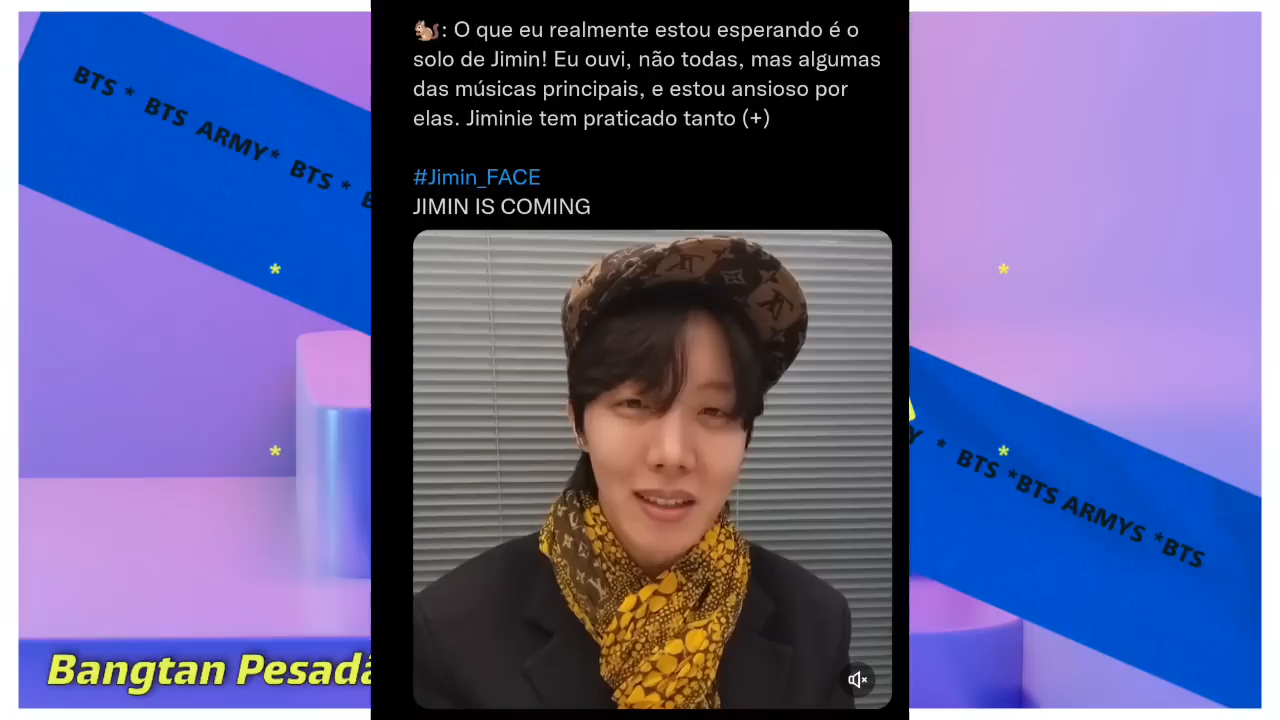 🐿️: O que eu realmente estou esperando é o
solo de Jimin! Eu ouvi, não todas, mas algumas
das músicas principais, e estou ansioso por
elas. Jiminie tem praticado tanto (+)
#Jimin_FACE
JIMIN IS COMING
BTS * BTS ARMY* BTS *
* BTS *BTS ARMYS *BTS
Bangtan